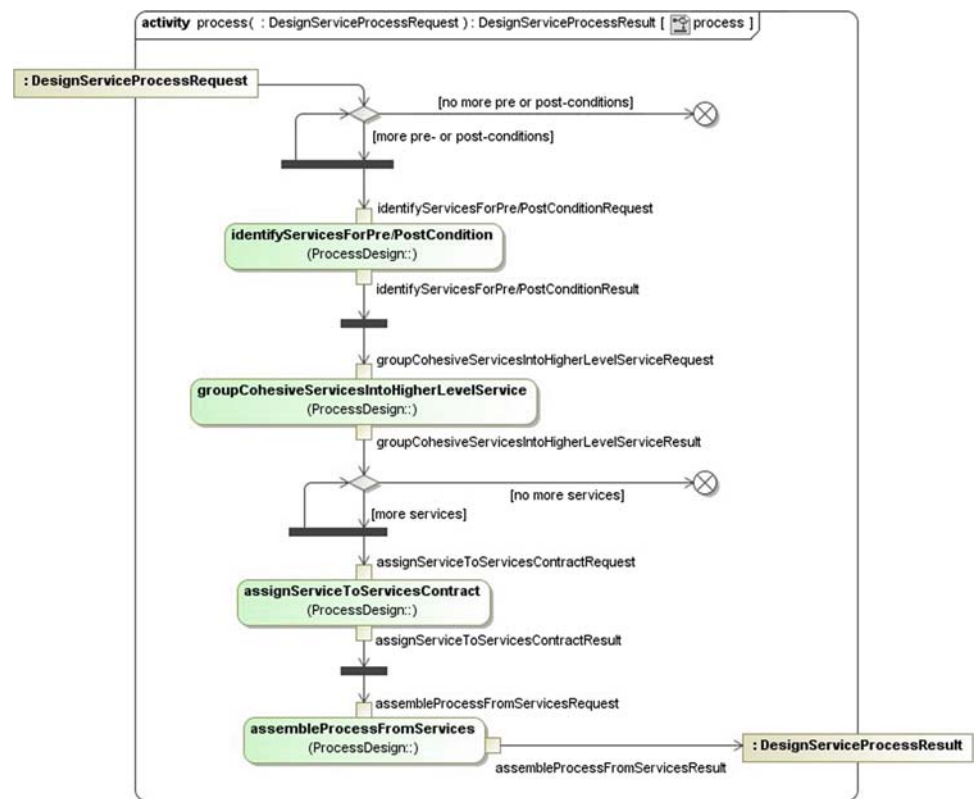 activity process( : DesignServiceProcessRequest ) : DesignServiceProcessResult [ process ]
: DesignServiceProcessRequest
[no more pre or post-conditions]
[more pre- or post-conditions]
identifyServicesForPre/PostConditionRequest
identifyServicesForPre/PostCondition
(ProcessDesign::)
identifyServicesForPre/PostConditionResult
groupCohesiveServicesIntoHigherLevelServiceRequest
groupCohesiveServicesIntoHigherLevelService
(ProcessDesign::)
groupCohesiveServicesIntoHigherLevelServiceResult
[no more services]
[more services]
assignServiceToServicesContractRequest
assignServiceToServicesContract
(ProcessDesign::)
assignServiceToServicesContractResult
assembleProcessFromServicesRequest
assembleProcessFromServices
(ProcessDesign::)
: DesignServiceProcessResult
assembleProcessFromServicesResult